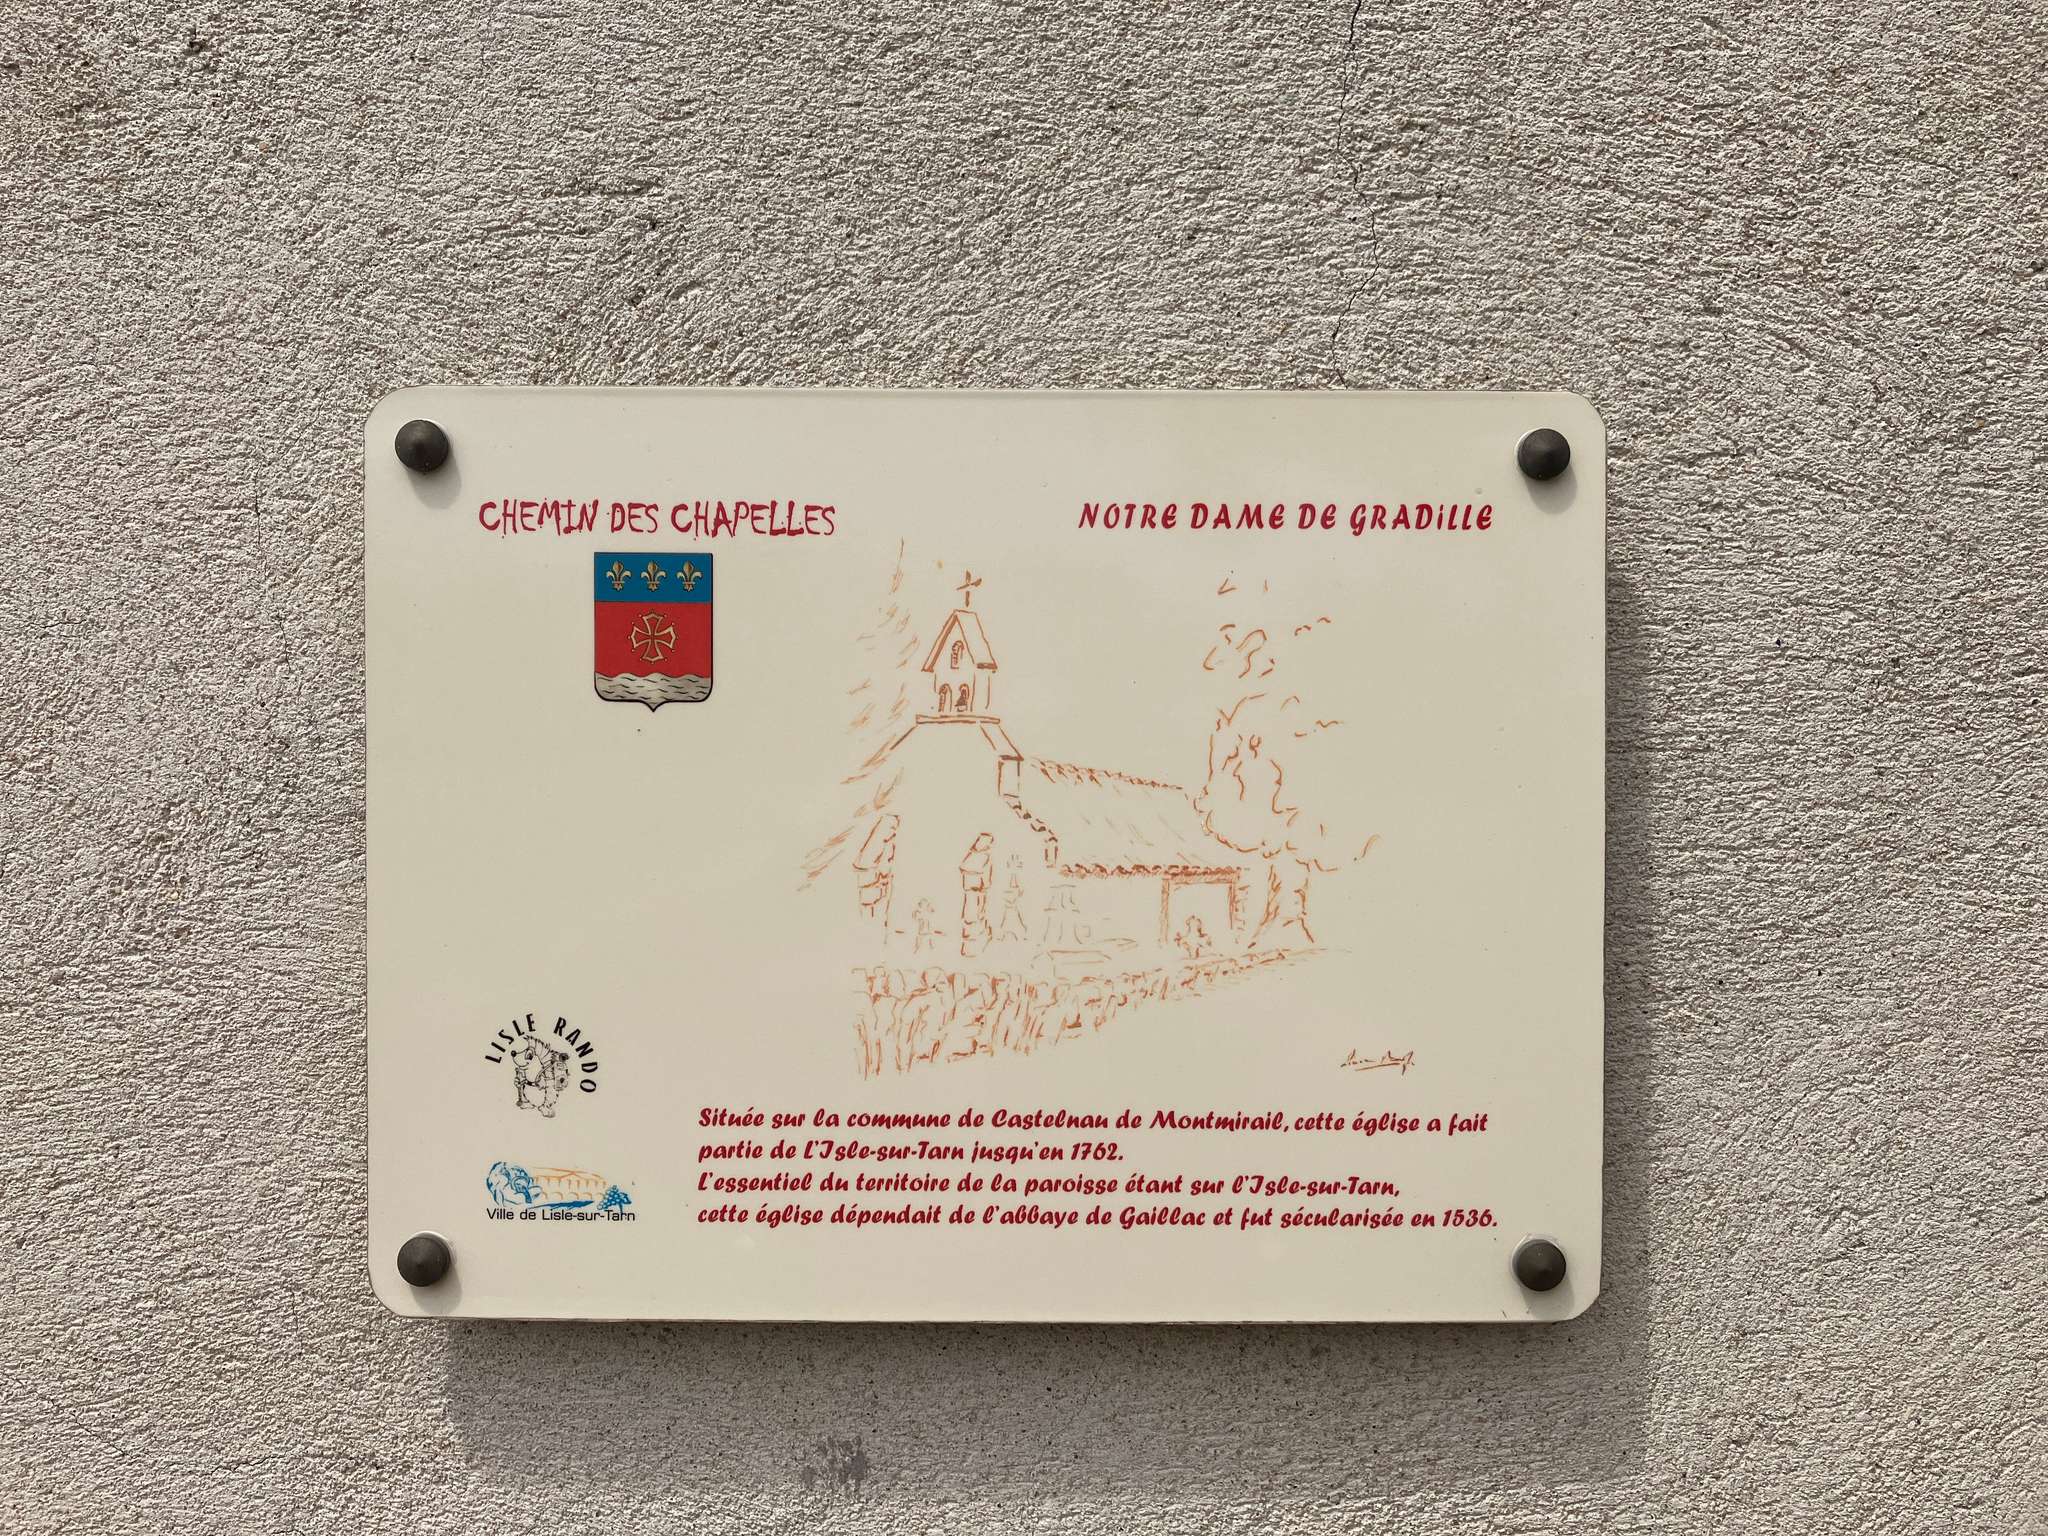 CHEMIN DES CHAPELLES
NOTRE DAME DE GRADiLLE
LISLE RANDO
Ville de Lisle-sur-Tarn
Située sur la commune de Castelnau de Montmirail, cette église a fait
partie de L'Isle-sur-Tarn jusqu'en 1762.
L'essentiel du territoire de la paroisse étant sur l'Isle-sur-Tarn,
cette église dépendait de l'abbaye de Gaillac et fut sécularisée en 1536.